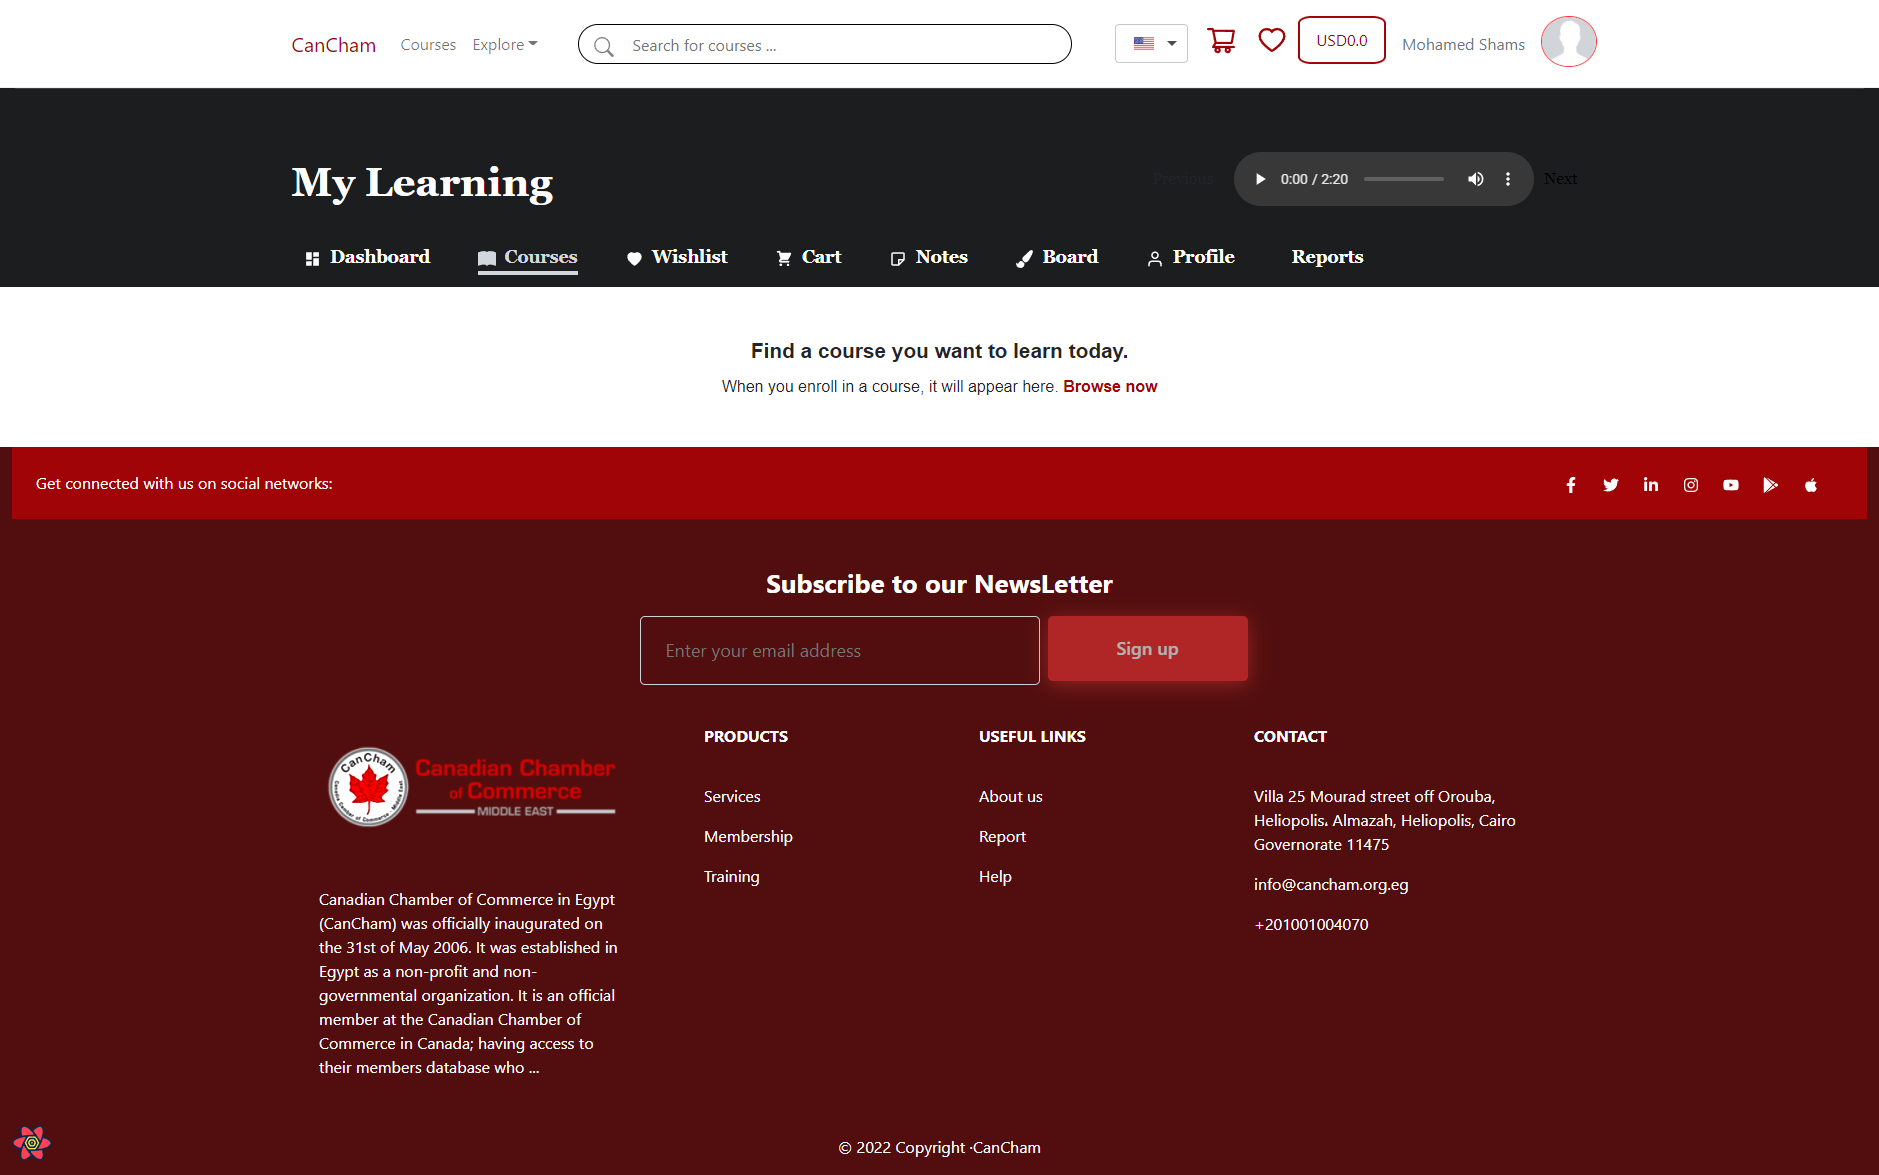 CanCham
Courses
Explore
Search for courses ...
USD0.0
Mohamed Shams
My Learning
Previous
0:00 / 2:20
Next
Dashboard
Courses
Wishlist
Cart
Notes
Board
Profile
Reports
Find a course you want to learn today.
When you enroll in a course, it will appear here. Browse now
Get connected with us on social networks:
Subscribe to our NewsLetter
Enter your email address
Sign up
CanCham
Canadian Chamber
of Commerce
MIDDLE EAST
Canadian Chamber of Commerce in Egypt
(CanCham) was officially inaugurated on
the 31st of May 2006. It was established in
Egypt as a non-profit and non-
governmental organization. It is an official
member at the Canadian Chamber of
Commerce in Canada; having access to
their members database who ...
PRODUCTS
Services
Membership
Training
USEFUL LINKS
About us
Report
Help
CONTACT
Villa 25 Mourad street off Orouba,
Heliopolis، Almazah, Heliopolis, Cairo
Governorate 11475
info@cancham.org.eg
+201001004070
© 2022 Copyright ·CanCham